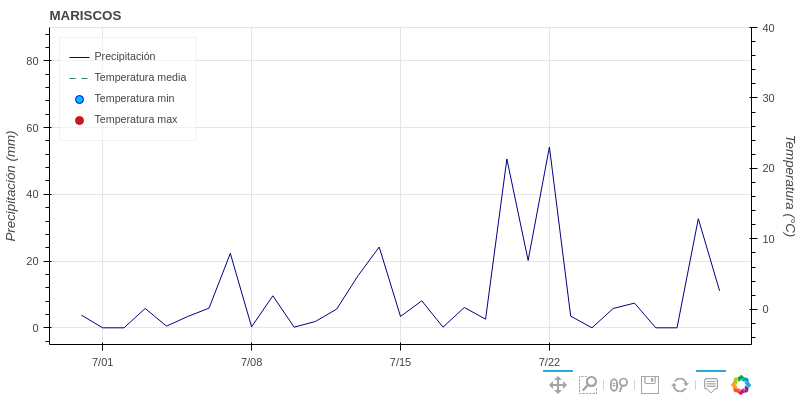 MARISCOS
Precipitación
Temperatura media
Temperatura min
Temperatura max
Precipitación (mm)
80
60
40
20
0
Temperatura (°C)
40
30
20
10
0
7/01
7/08
7/15
7/22